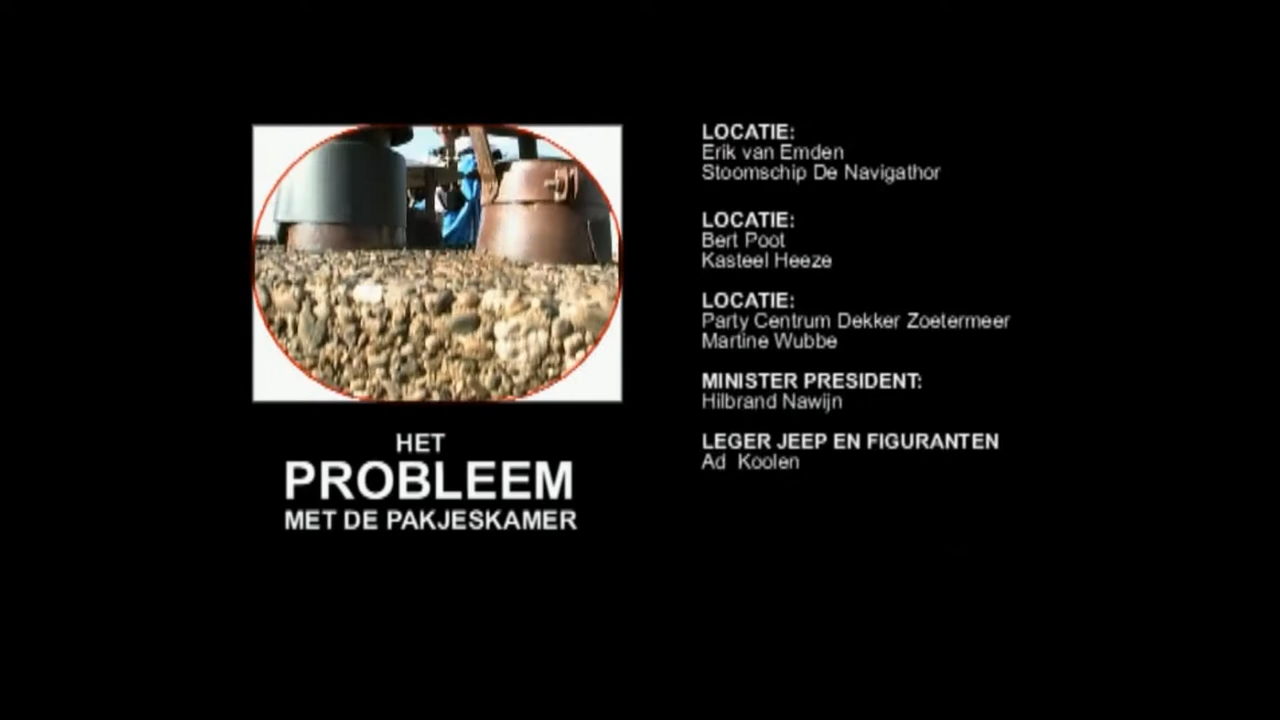 LOCATIE:
Erik van Emden
Stoomschip De Navigathor
LOCATIE:
Bert Poot
Kasteel Heeze
LOCATIE:
Party Centrum Dekker Zoetermeer
Martine Wubbe
MINISTER PRESIDENT:
Hilbrand Nawijn
LEGER JEEP EN FIGURANTEN
Ad Koolen
HET
PROBLEEM
MET DE PAKJESKAMER